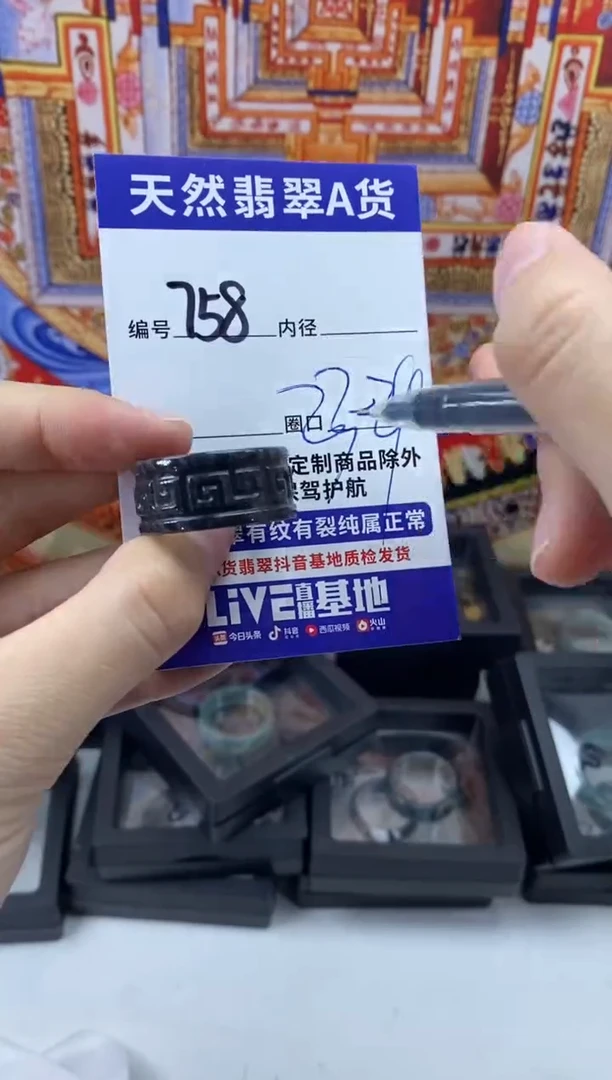 天然翡翠A货
编号 758 内径
圈口
定制商品除外
驾护航
有纹有裂纯属正常
货翡翠抖音基地质检发货
LiVE直播基地
头条 今日头条 抖音 西瓜视频 火山